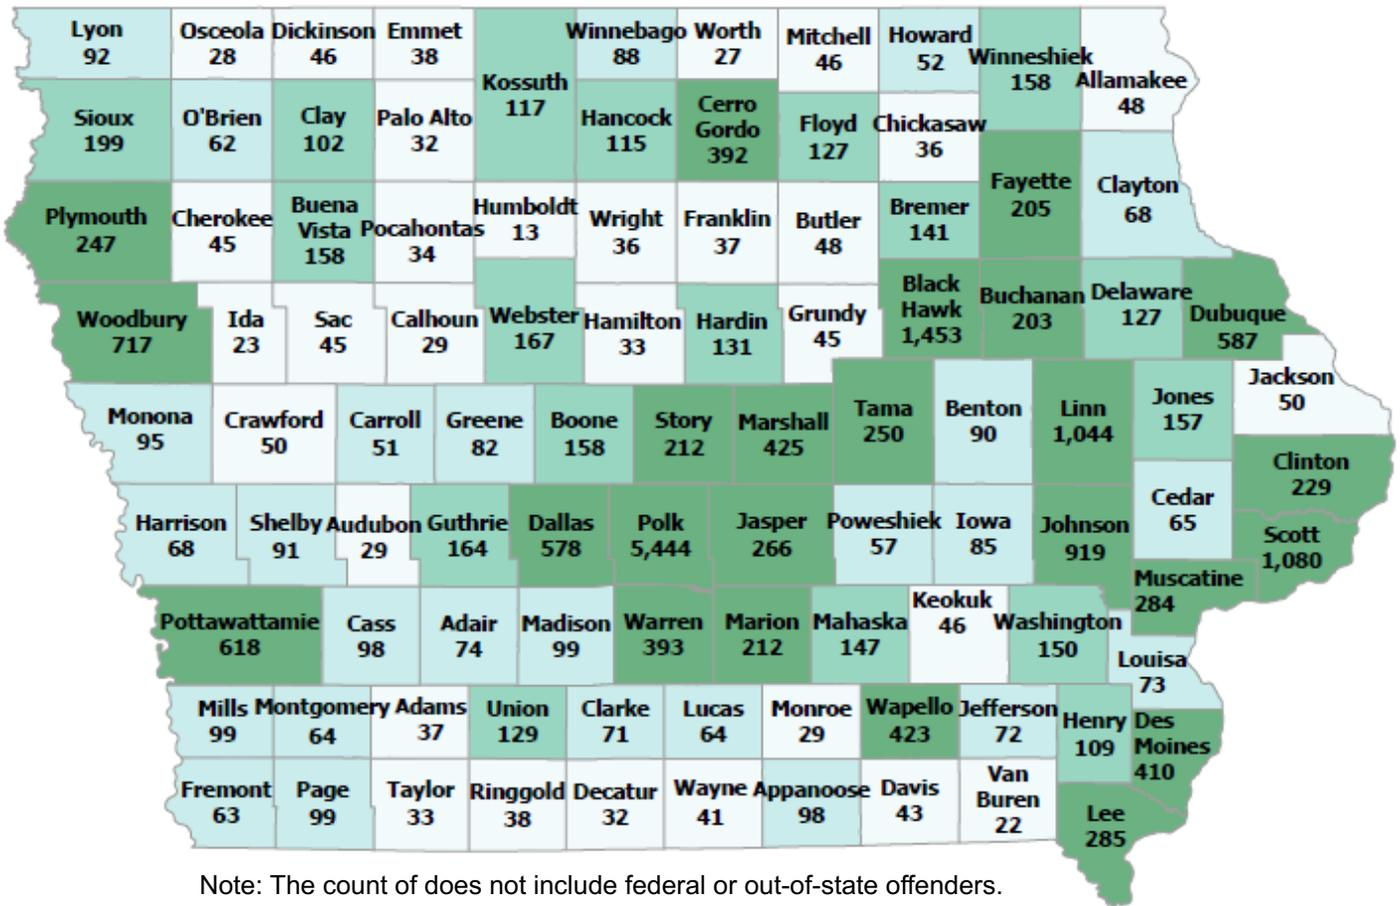 Lyon
92
Osceola
28
Dickinson
46
Emmet
38
Kossuth
117
Winnebago
88
Worth
27
Mitchell
46
Howard
52
Winneshiek
158
Allamakee
48
Sioux
199
O'Brien
62
Clay
102
Palo Alto
32
Hancock
115
Cerro
Gordo
392
Floyd
127
Chickasaw
36
Fayette
205
Clayton
68
Plymouth
247
Cherokee
45
Buena
Vista
158
Pocahontas
34
Humboldt
13
Wright
36
Franklin
37
Butler
48
Bremer
141
Woodbury
717
Ida
23
Sac
45
Calhoun
29
Webster
167
Hamilton
33
Hardin
131
Grundy
45
Black
Hawk
1,453
Buchanan
203
Delaware
127
Dubuque
587
Monona
95
Crawford
50
Carroll
51
Greene
82
Boone
158
Story
212
Marshall
425
Tama
250
Benton
90
Linn
1,044
Jones
157
Jackson
50
Clinton
229
Harrison
68
Shelby
91
Audubon
29
Guthrie
164
Dallas
578
Polk
5,444
Jasper
266
Poweshiek
57
Iowa
85
Johnson
919
Cedar
65
Scott
1,080
Muscatine
284
Pottawattamie
618
Cass
98
Adair
74
Madison
99
Warren
393
Marion
212
Mahaska
147
Keokuk
46
Washington
150
Louisa
73
Mills
99
Montgomery
64
Adams
37
Union
129
Clarke
71
Lucas
64
Monroe
29
Wapello
423
Jefferson
72
Henry
109
Des
Moines
410
Fremont
63
Page
99
Taylor
33
Ringgold
38
Decatur
32
Wayne
41
Appanoose
98
Davis
43
Van
Buren
22
Lee
285
Note: The count of does not include federal or out-of-state offenders.